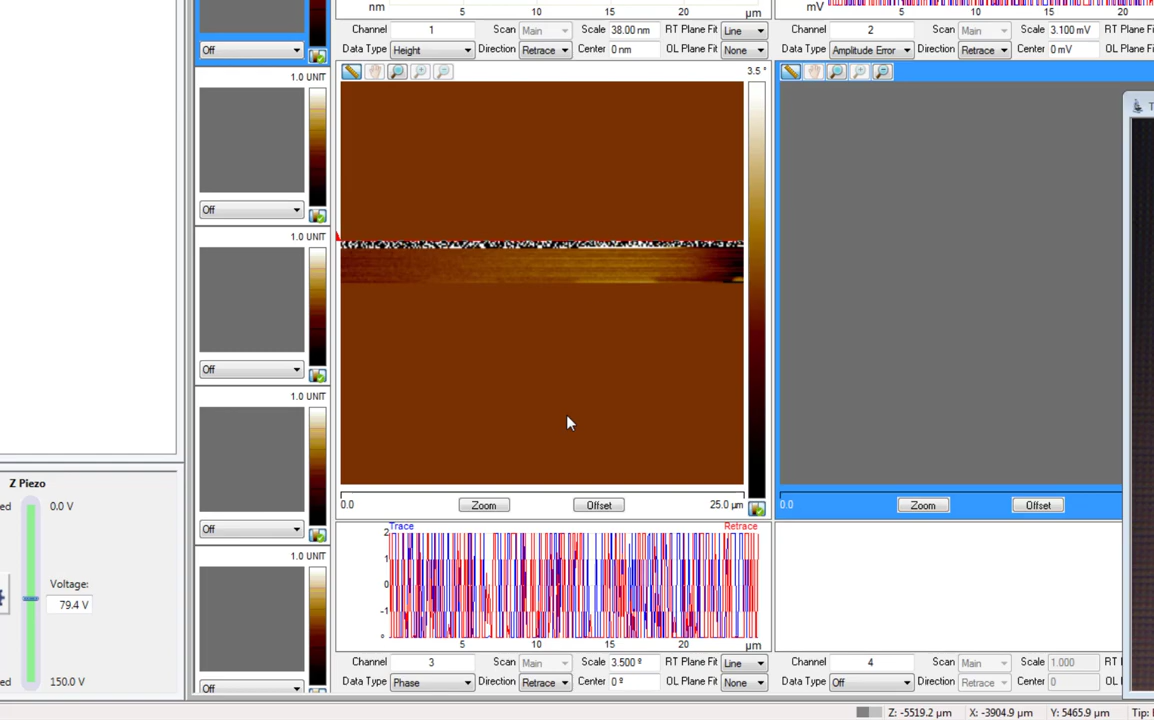 nm 5 10 15 20 µm
mV 5 10 15 20
Channel 1 Scan Main Scale 38.00 nm RT Plane Fit Line
Data Type Height Direction Retrace Center 0 nm OL Plane Fit None
Channel 2 Scan Main Scale 3.100 mV RT Plane
Data Type Amplitude Error Direction Retrace Center 0 mV OL Plane
Off
1.0 UNIT
Off
1.0 UNIT
Off
1.0 UNIT
Off
1.0 UNIT
Off
3.5 °
0.0 Zoom Offset 25.0 µm
0.0 Zoom Offset
Trace Retrace
2
1
0
-1
5 10 15 20 µm
Channel 3 Scan Main Scale 3.500 º RT Plane Fit Line
Data Type Phase Direction Retrace Center 0 º OL Plane Fit None
Channel 4 Scan Main Scale 1.000 RT
Data Type Off Direction Retrace Center 0 OL
Z Piezo
ed 0.0 V
Voltage:
79.4 V
ed 150.0 V
T
Z: -5519.2 µm X: -3904.9 µm Y: 5465.9 µm Tip: